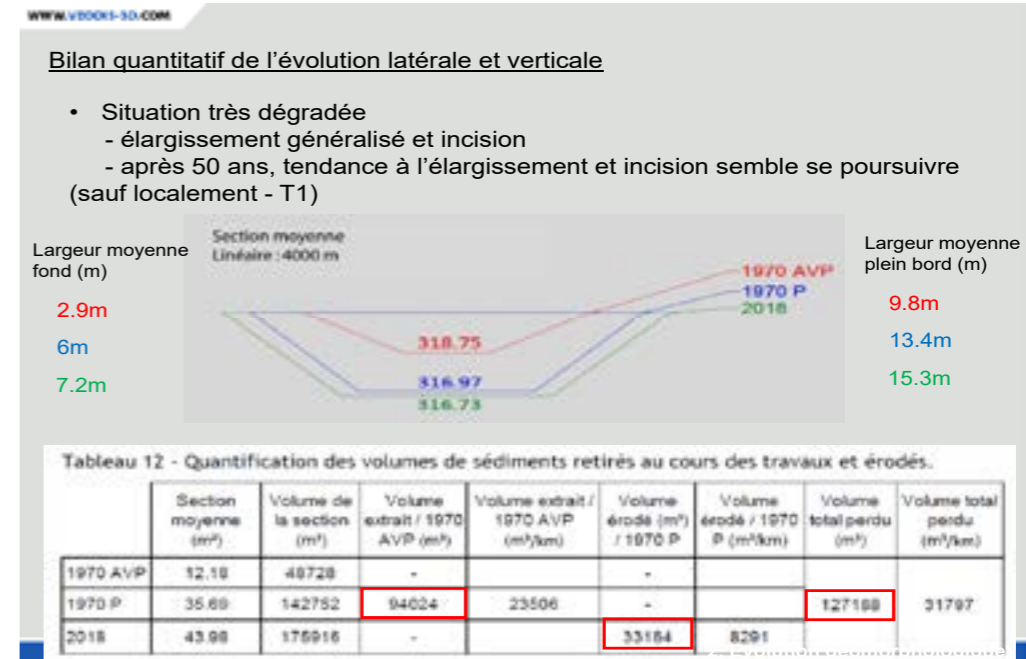 WWW.VBOOKS-3D.COM
Bilan quantitatif de l'évolution latérale et verticale
• Situation très dégradée
- élargissement généralisé et incision
- après 50 ans, tendance à l'élargissement et incision semble se poursuivre
(sauf localement - T1)
Largeur moyenne
fond (m)
2.9m
6m
7.2m
Section moyenne
Linéaire : 4000 m
1970 AVP
1970 P
2018
318.75
316.97
316.73
Largeur moyenne
plein bord (m)
9.8m
13.4m
15.3m
Tableau 12 - Quantification des volumes de sédiments retirés au cours des travaux et érodés.
Section moyenne (m²) Volume de la section (m³) Volume extrait / 1970 AVP (m³) Volume extrait / 1970 AVP (m³/km) Volume érodé (m³) / 1970 P Volume érodé / 1970 P (m³/km) Volume total perdu (m³) Volume total perdu (m³/km)
1970 AVP 12.18 48728 - -
1970 P 35.69 142752 94024 23506 - 127188 31797
2018 43.98 175916 - 33164 8291
2. Evolution géomorphologique